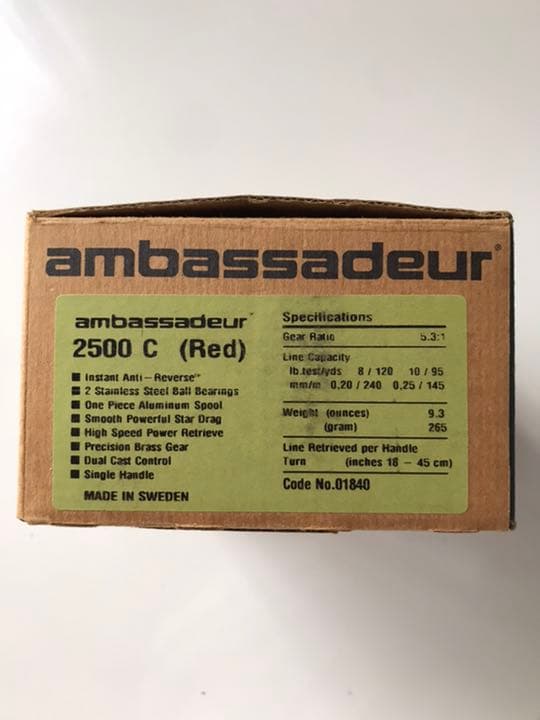 ambassadeur®
ambassadeur™
2500 C (Red)
■ Instant Anti–Reverse™
■ 2 Stainless Steel Ball Bearings
■ One Piece Aluminum Spool
■ Smooth Powerful Star Drag
■ High Speed Power Retrieve
■ Precision Brass Gear
■ Dual Cast Control
■ Single Handle
MADE IN SWEDEN
Specifications
Gear Ratio 5.3:1
Line Capacity
lb.test/yds 8 / 120 10 / 95
mm/m 0,20 / 240 0,25 / 145
Weight (ounces) 9.3
(gram) 265
Line Retrieved per Handle
Turn (inches 18 – 45 cm)
Code No.01840